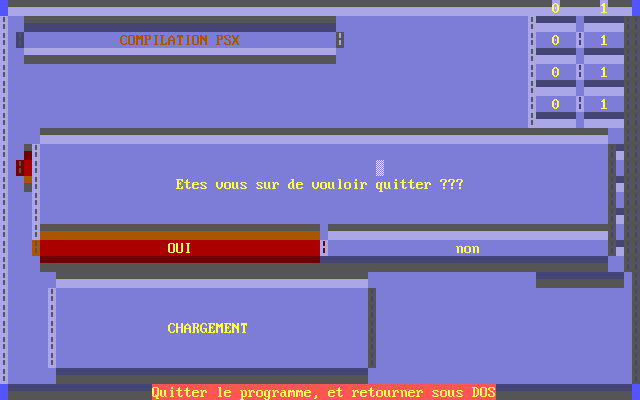 0 1
COMPILATION PSX
0 1
0 1
0 1
Etes vous sur de vouloir quitter ???
OUI
non
CHARGEMENT
Quitter le programme, et retourner sous DOS